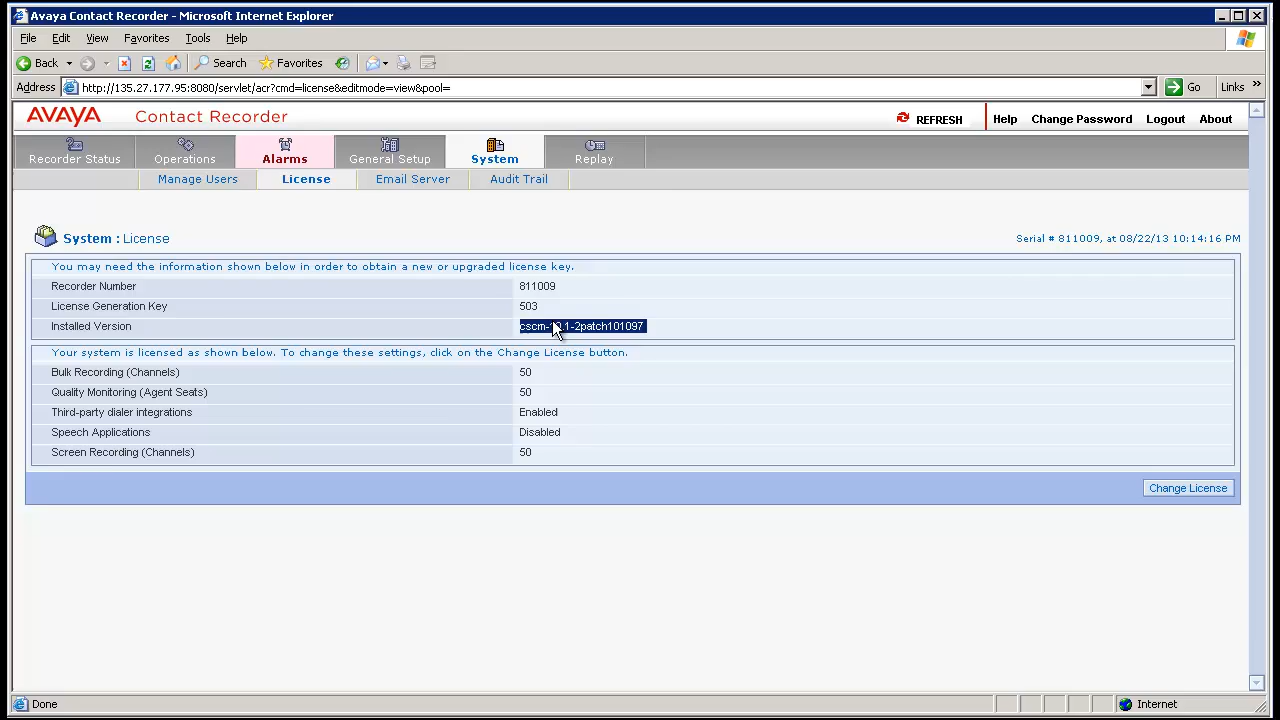 Avaya Contact Recorder - Microsoft Internet Explorer
File Edit View Favorites Tools Help
Back Search Favorites
Address http://135.27.177.95:8080/servlet/acr?cmd=license&editmode=view&pool= Go Links »
AVAYA Contact Recorder REFRESH Help Change Password Logout About
Recorder Status Operations Alarms General Setup System Replay
Manage Users License Email Server Audit Trail
System : License Serial # 811009, at 08/22/13 10:14:16 PM
You may need the information shown below in order to obtain a new or upgraded license key.
Recorder Number 811009
License Generation Key 503
Installed Version
Your system is licensed as shown below. To change these settings, click on the Change License button.
Bulk Recording (Channels) 50
Quality Monitoring (Agent Seats) 50
Third-party dialer integrations Enabled
Speech Applications Disabled
Screen Recording (Channels) 50
Change License
Done Internet